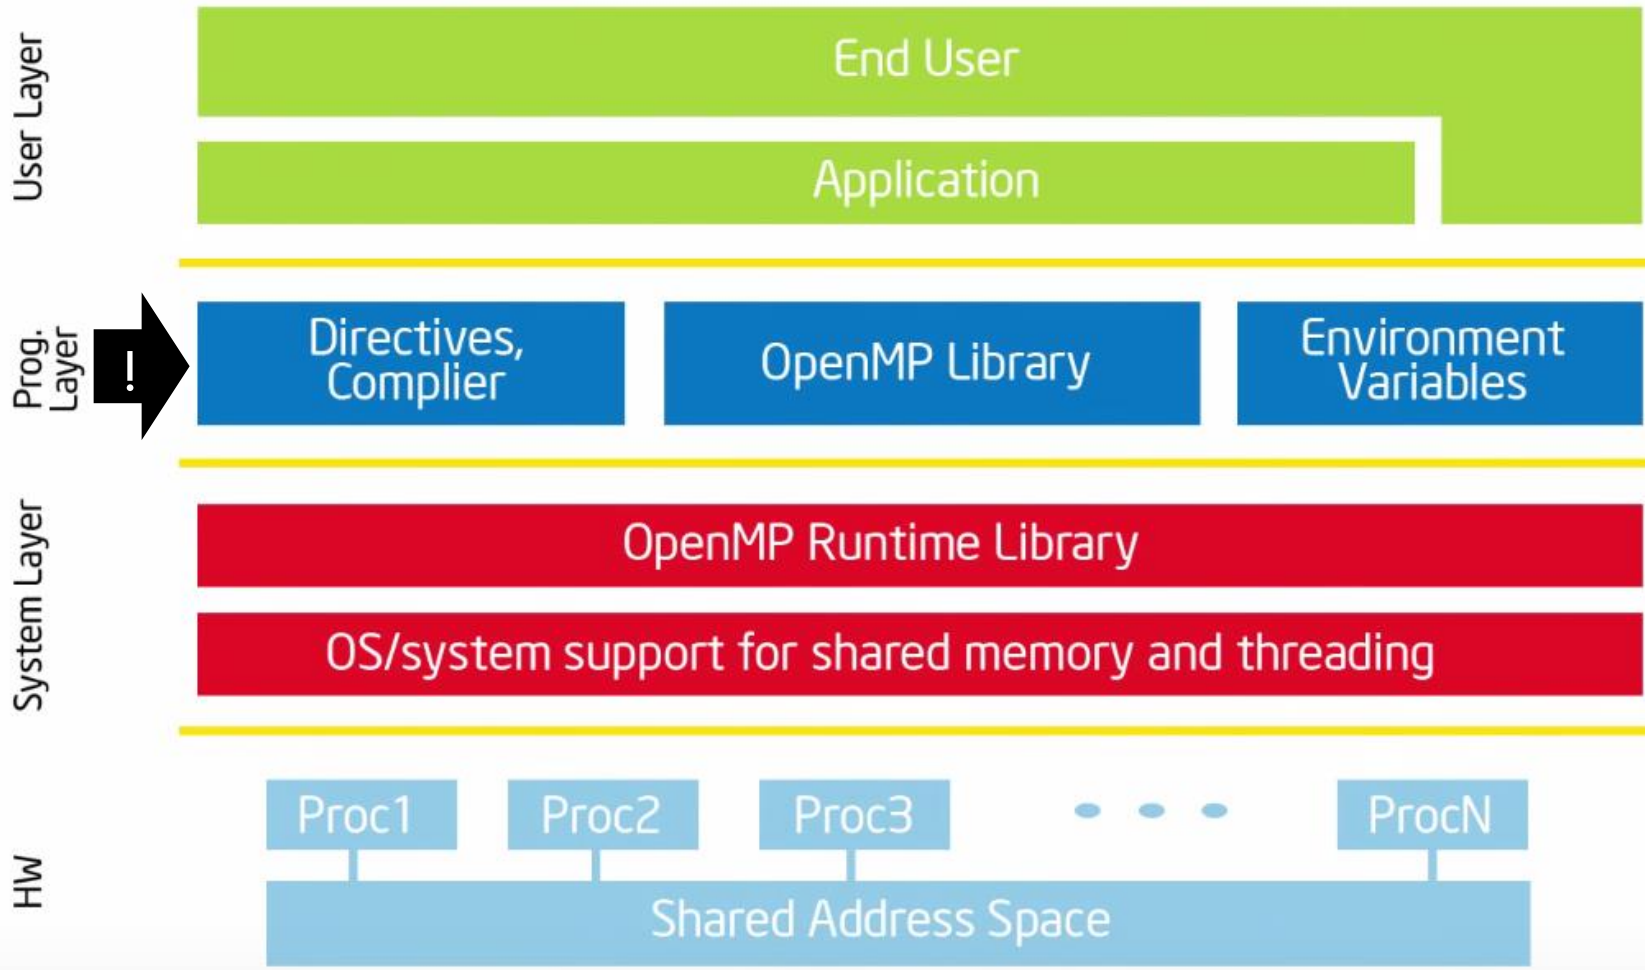 User Layer
End User
Application
Prog.
Layer
!
Directives,
Complier
OpenMP Library
Environment
Variables
System Layer
OpenMP Runtime Library
OS/system support for shared memory and threading
HW
Proc1
Proc2
Proc3
ProcN
Shared Address Space